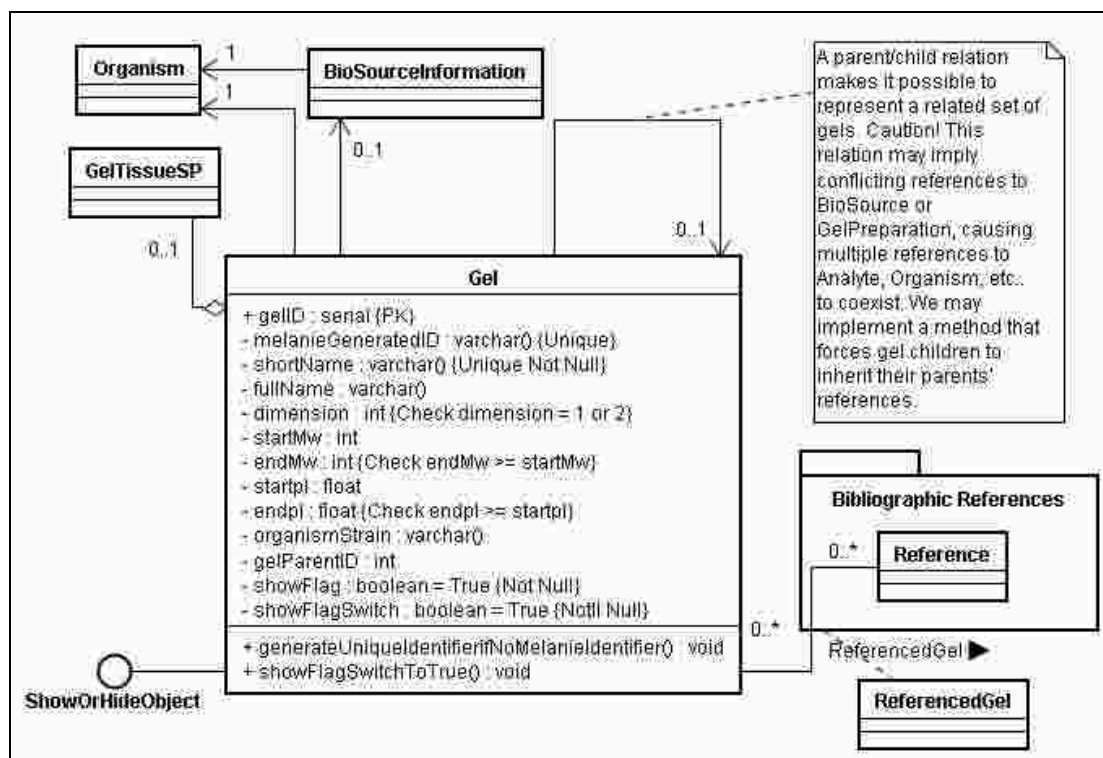 Organism
1
1
BioSourceInformation
0..1
GelTissueSP
0..1
0..1
A parent/child relation
makes it possible to
represent a related set of
gels. Caution! This
relation may imply
conflicting references to
BioSource or
GelPreparation, causing
multiple references to
Analyte, Organism, etc..
to coexist. We may
implement a method that
forces gel children to
inherit their parents'
references.
Gel
+ gelID : serial {PK}
- melanieGeneratedID : varchar() {Unique}
- shortName : varchar() {Unique Not Null}
- fullName : varchar()
- dimension : int {Check dimension = 1 or 2}
- startMw : int
- endMw : int {Check endMw >= startMw}
- startpI : float
- endpI : float {Check endpI >= startpI}
- organismStrain : varchar()
- gelParentID : int
- showFlag : boolean = True {Not Null}
- showFlagSwitch : boolean = True {Notll Null}
+ generateUniqueIdentifierIfNoMelanieIdentifier() : void
+ showFlagSwitchToTrue() : void
Bibliographic References
0..*
Reference
0..*
ReferencedGel ▶
ReferencedGel
ShowOrHideObject